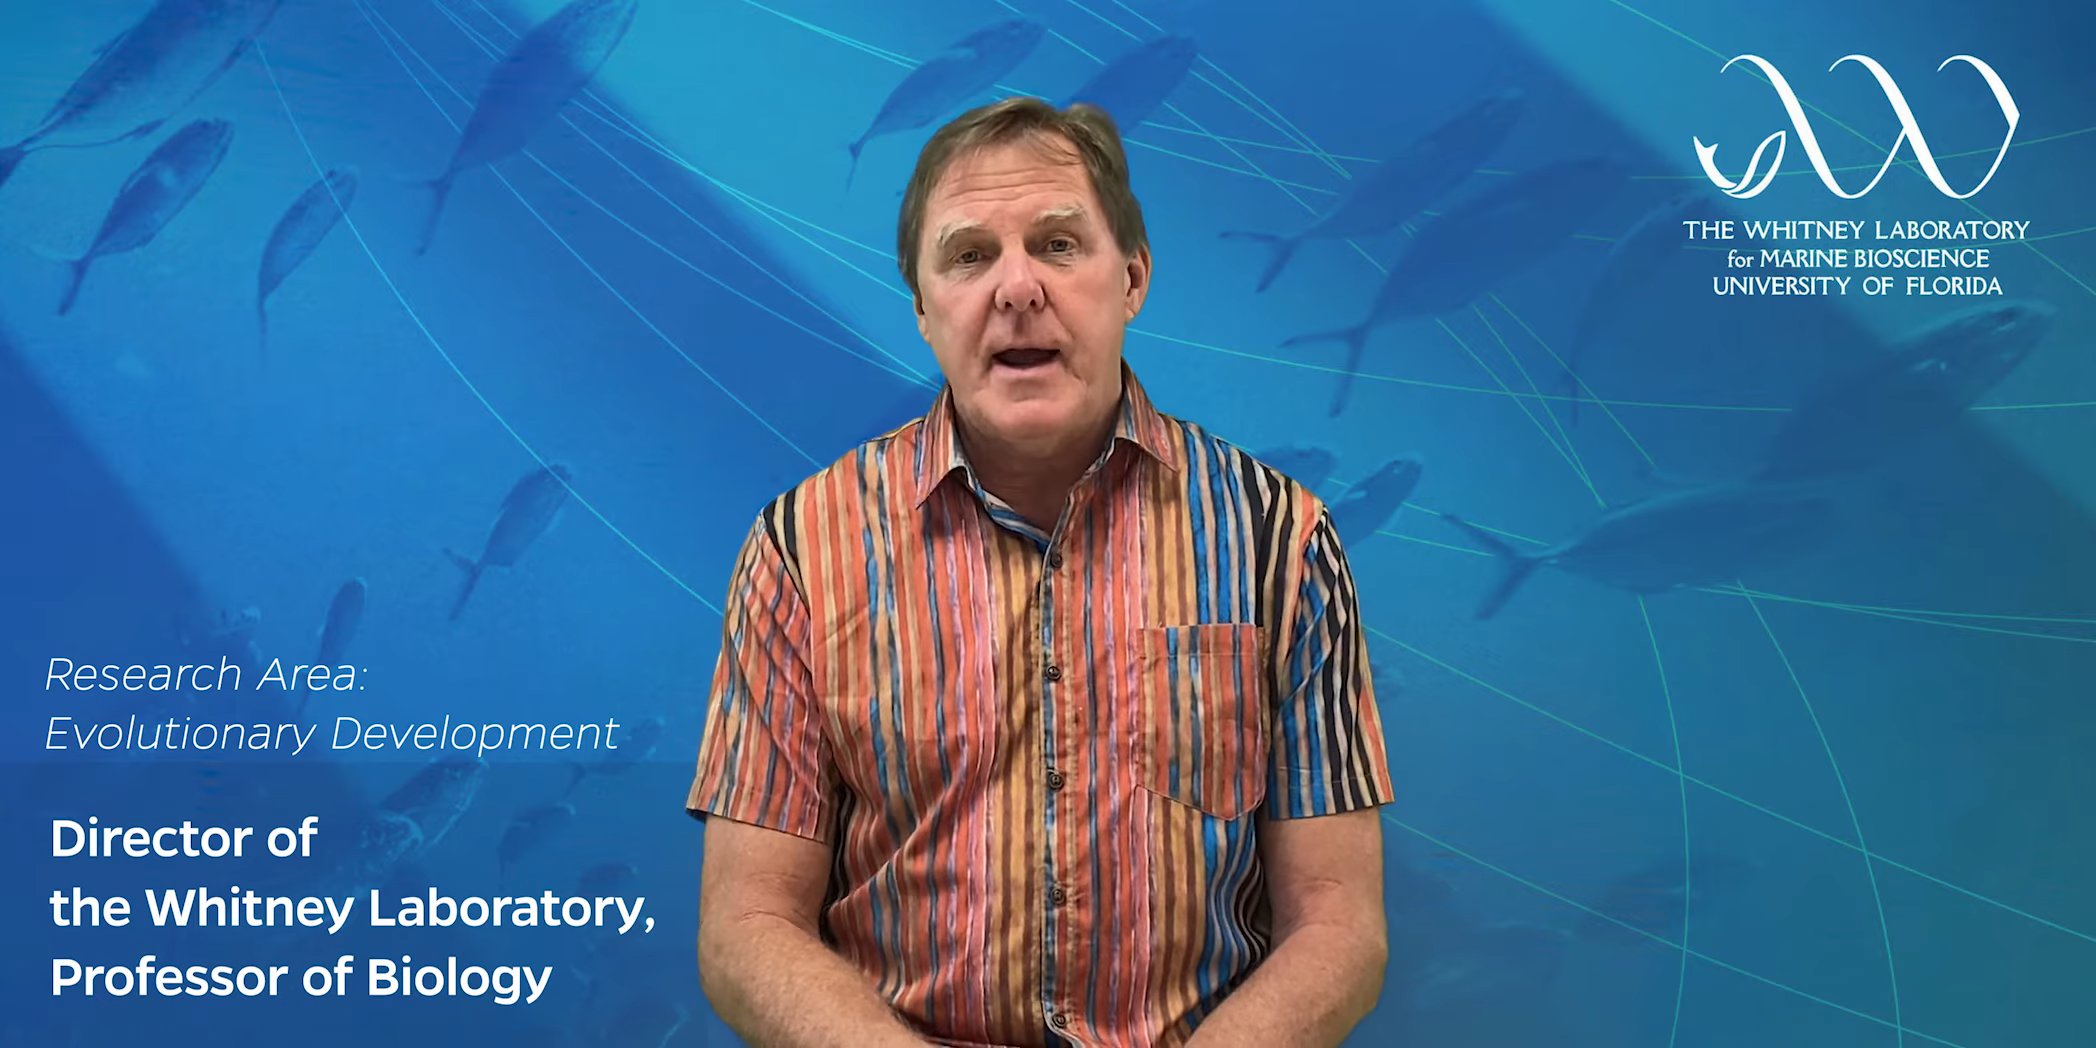 THE WHITNEY LABORATORY
for MARINE BIOSCIENCE
UNIVERSITY OF FLORIDA
Research Area:
Evolutionary Development
Director of
the Whitney Laboratory,
Professor of Biology